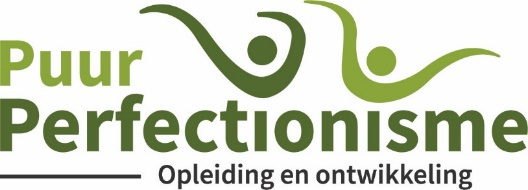 Puur
Perfectionisme
Opleiding en ontwikkeling